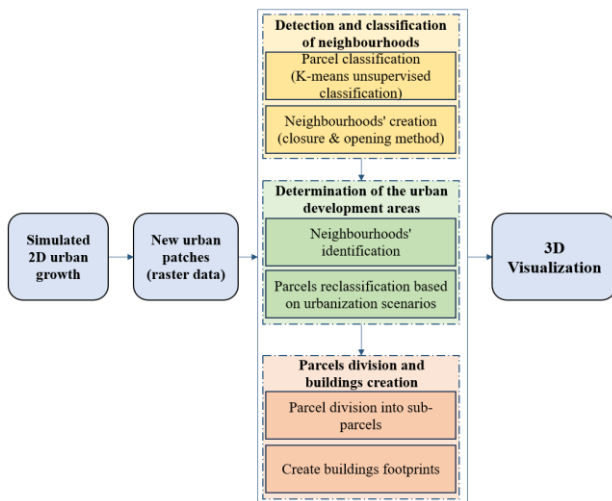 Simulated
2D urban
growth
New urban
patches
(raster data)
Detection and classification
of neighbourhoods
Parcel classification
(K-means unsupervised
classification)
Neighbourhoods' creation
(closure & opening method)
Determination of the urban
development areas
Neighbourhoods'
identification
Parcels reclassification based
on urbanization scenarios
Parcels division and
buildings creation
Parcel division into sub-
parcels
Create buildings footprints
3D
Visualization